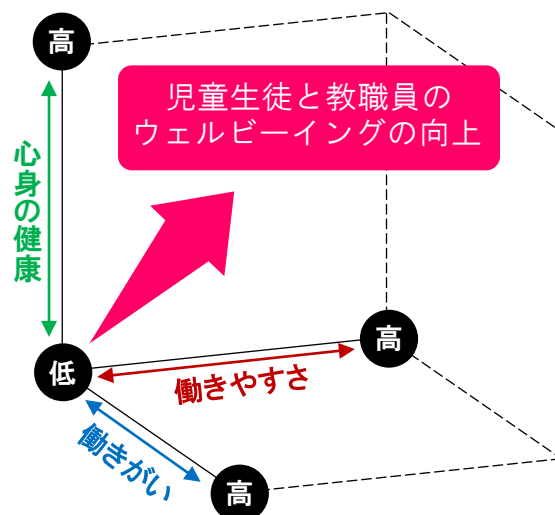 高
児童生徒と教職員の
ウェルビーイングの向上
心身の健康
高
低
働きやすさ
働きがい
高